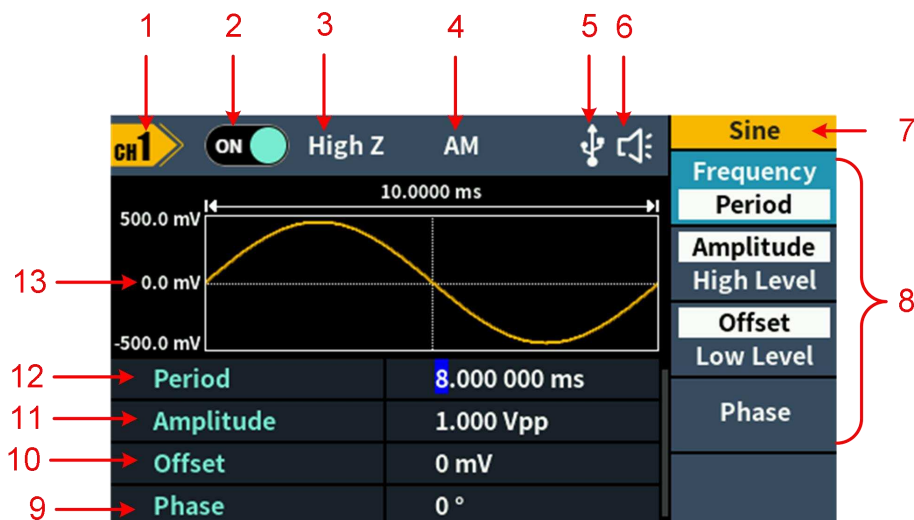 1 2 3 4 5 6
CH1 ON High Z AM Sine 7
Frequency
10.0000 ms Period
500.0 mV
Amplitude
13 0.0 mV High Level 8
Offset
-500.0 mV Low Level
12 Period 8.000 000 ms
11 Amplitude 1.000 Vpp Phase
10 Offset 0 mV
9 Phase 0 °